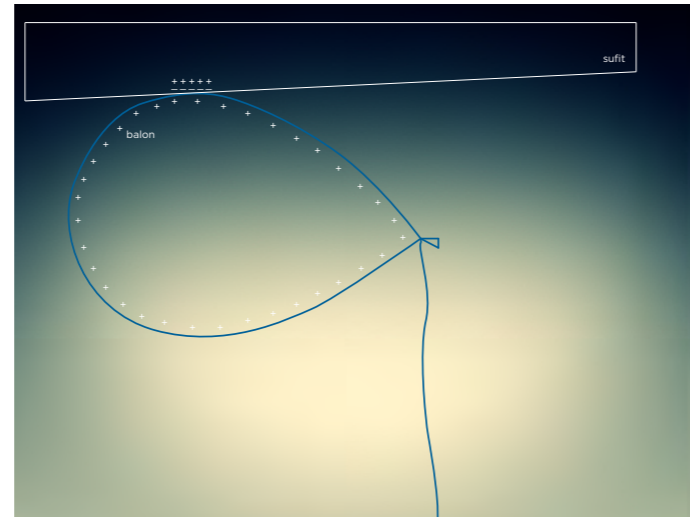 sufit
+ + + + +
– – – – –
balon